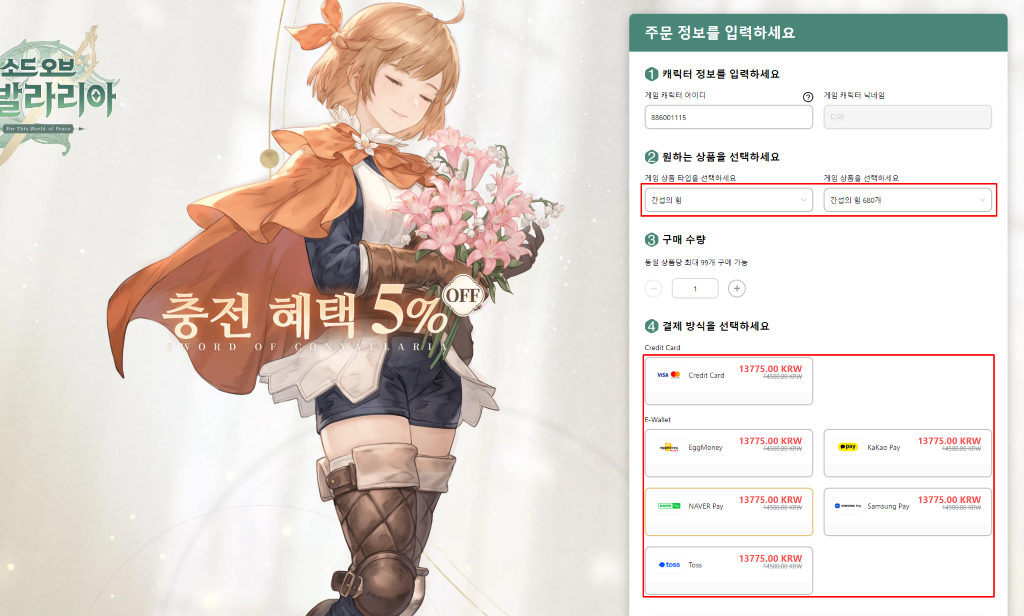 소드 오브
발라리아
For This World of Peace
충전 혜택 5% OFF
SWORD OF CONVALLARIA
주문 정보를 입력하세요
1 캐릭터 정보를 입력하세요
게임 캐릭터 아이디 ?
게임 캐릭터 닉네임
886001115
디다
2 원하는 상품을 선택하세요
게임 상품 타입을 선택하세요
게임 상품을 선택하세요
간섭의 힘
간섭의 힘 680개
3 구매 수량
동일 상품당 최대 99개 구매 가능
− 1 +
4 결제 방식을 선택하세요
Credit Card
VISA Credit Card 13775.00 KRW
14500.00 KRW
E-Wallet
eggmoney EggMoney 13775.00 KRW
14500.00 KRW
pay KaKao Pay 13775.00 KRW
14500.00 KRW
NAVER Pay NAVER Pay 13775.00 KRW
14500.00 KRW
SAMSUNG Pay Samsung Pay 13775.00 KRW
14500.00 KRW
toss Toss 13775.00 KRW
14500.00 KRW